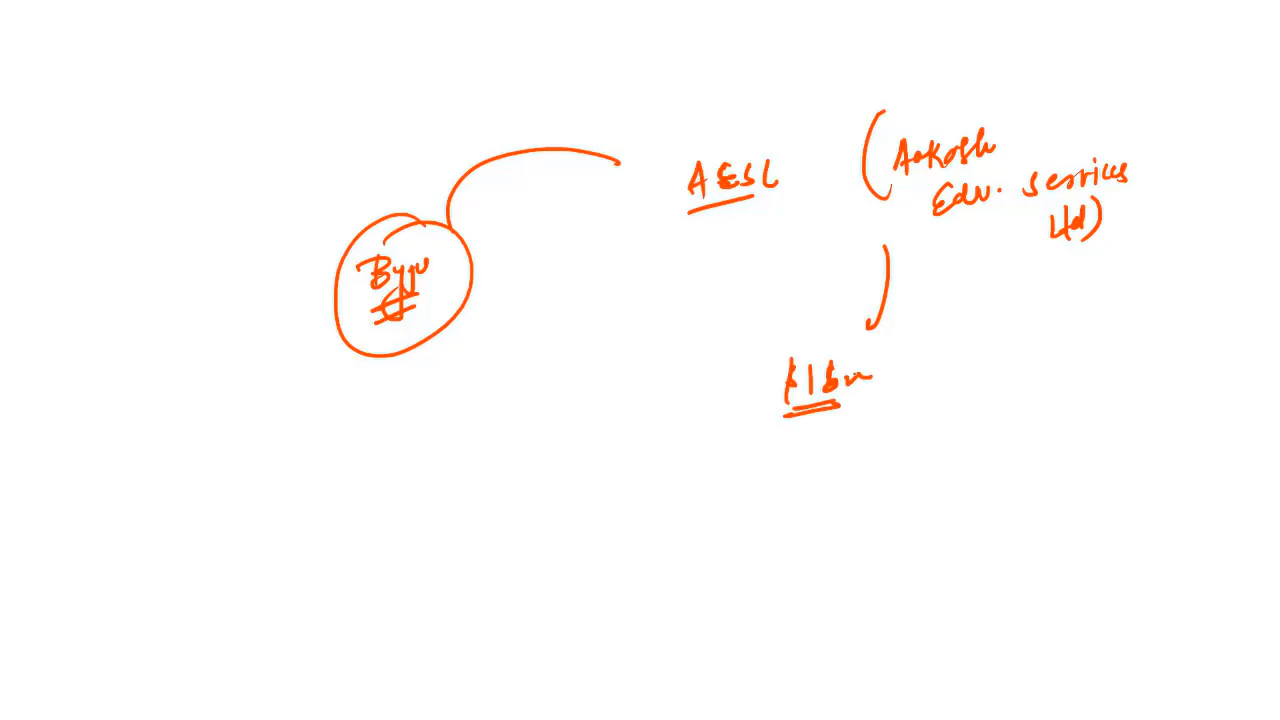 AESL
(Aakash
Edu. services
Ltd)
Byju
$1Bn